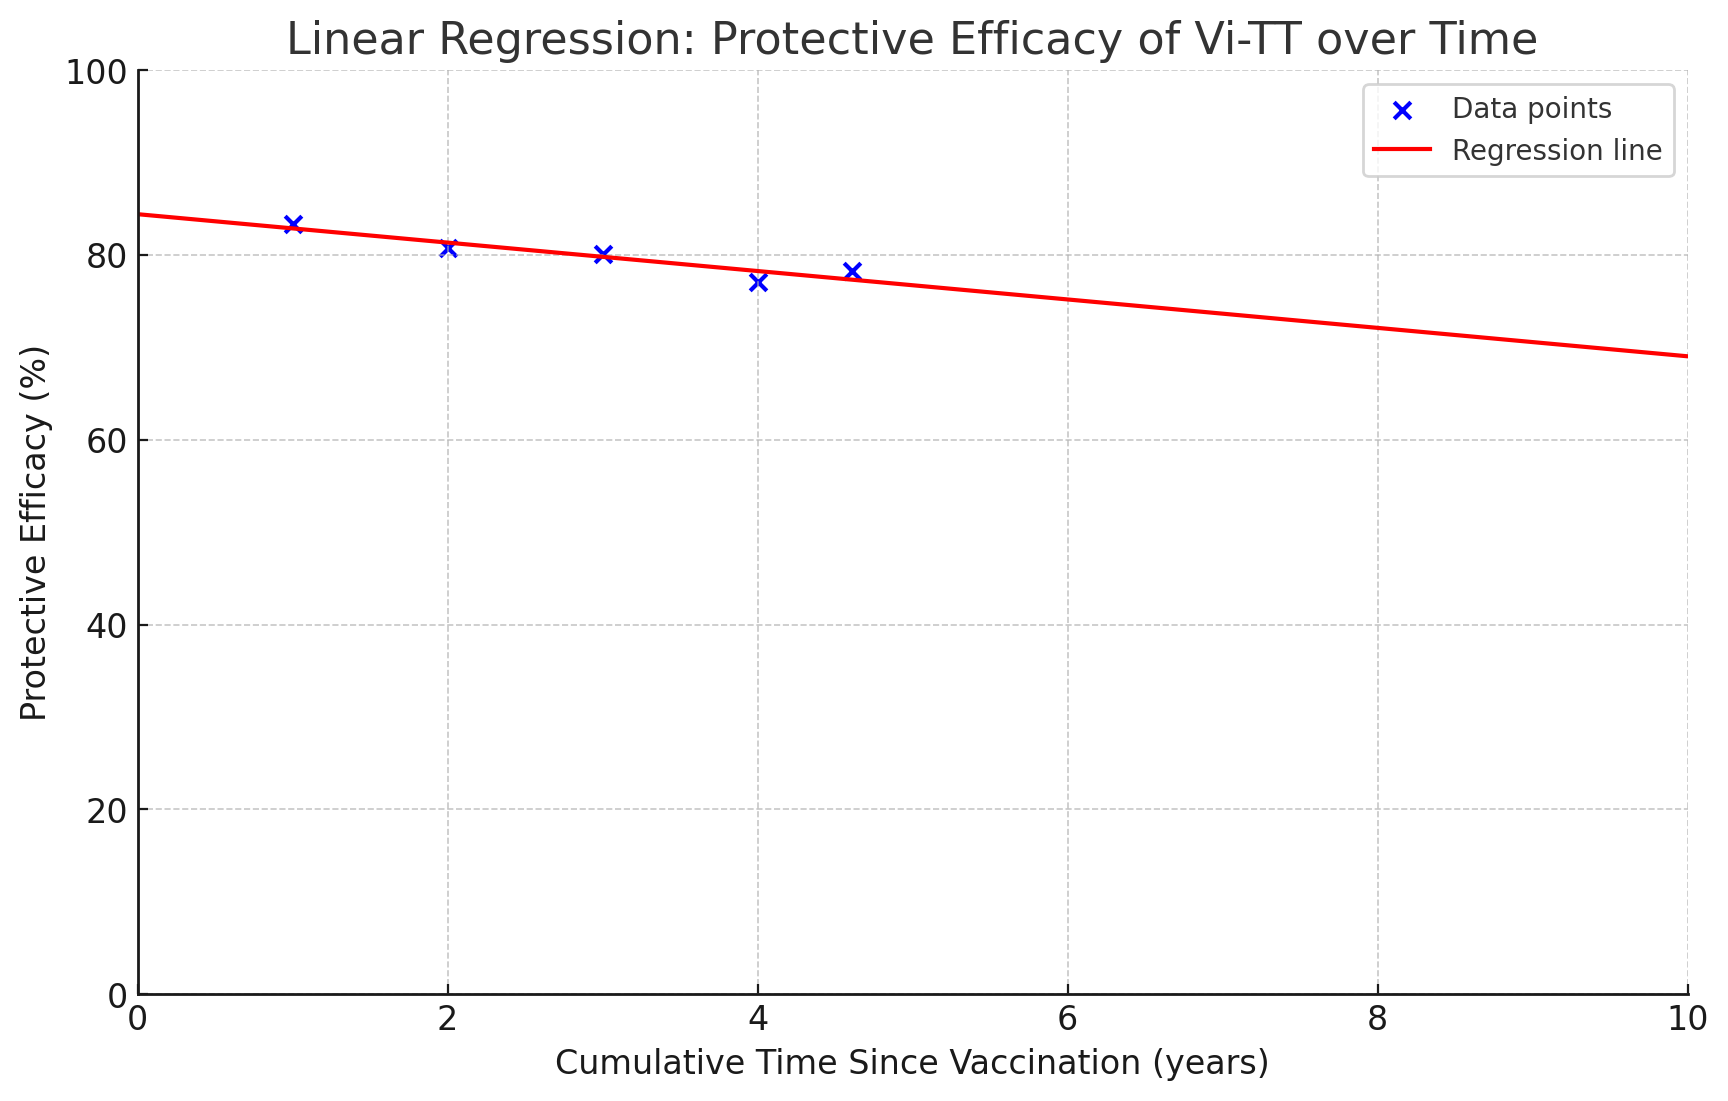 Linear Regression: Protective Efficacy of Vi-TT over Time
Data points
Regression line
100
80
60
40
20
0
Protective Efficacy (%)
0 2 4 6 8 10
Cumulative Time Since Vaccination (years)